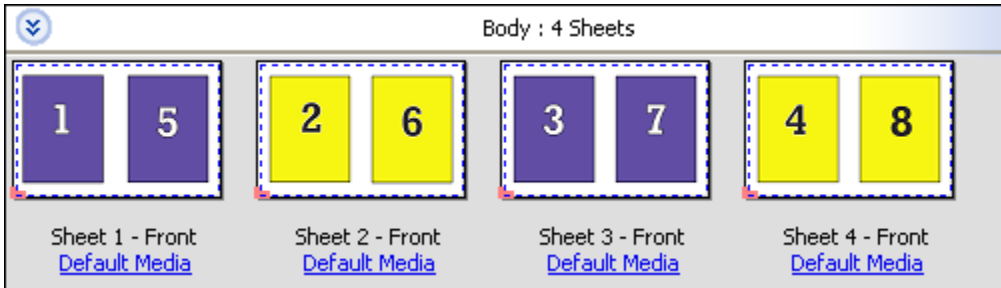 Body : 4 Sheets
1 5 2 6 3 7 4 8
Sheet 1 - Front Sheet 2 - Front Sheet 3 - Front Sheet 4 - Front
Default Media Default Media Default Media Default Media